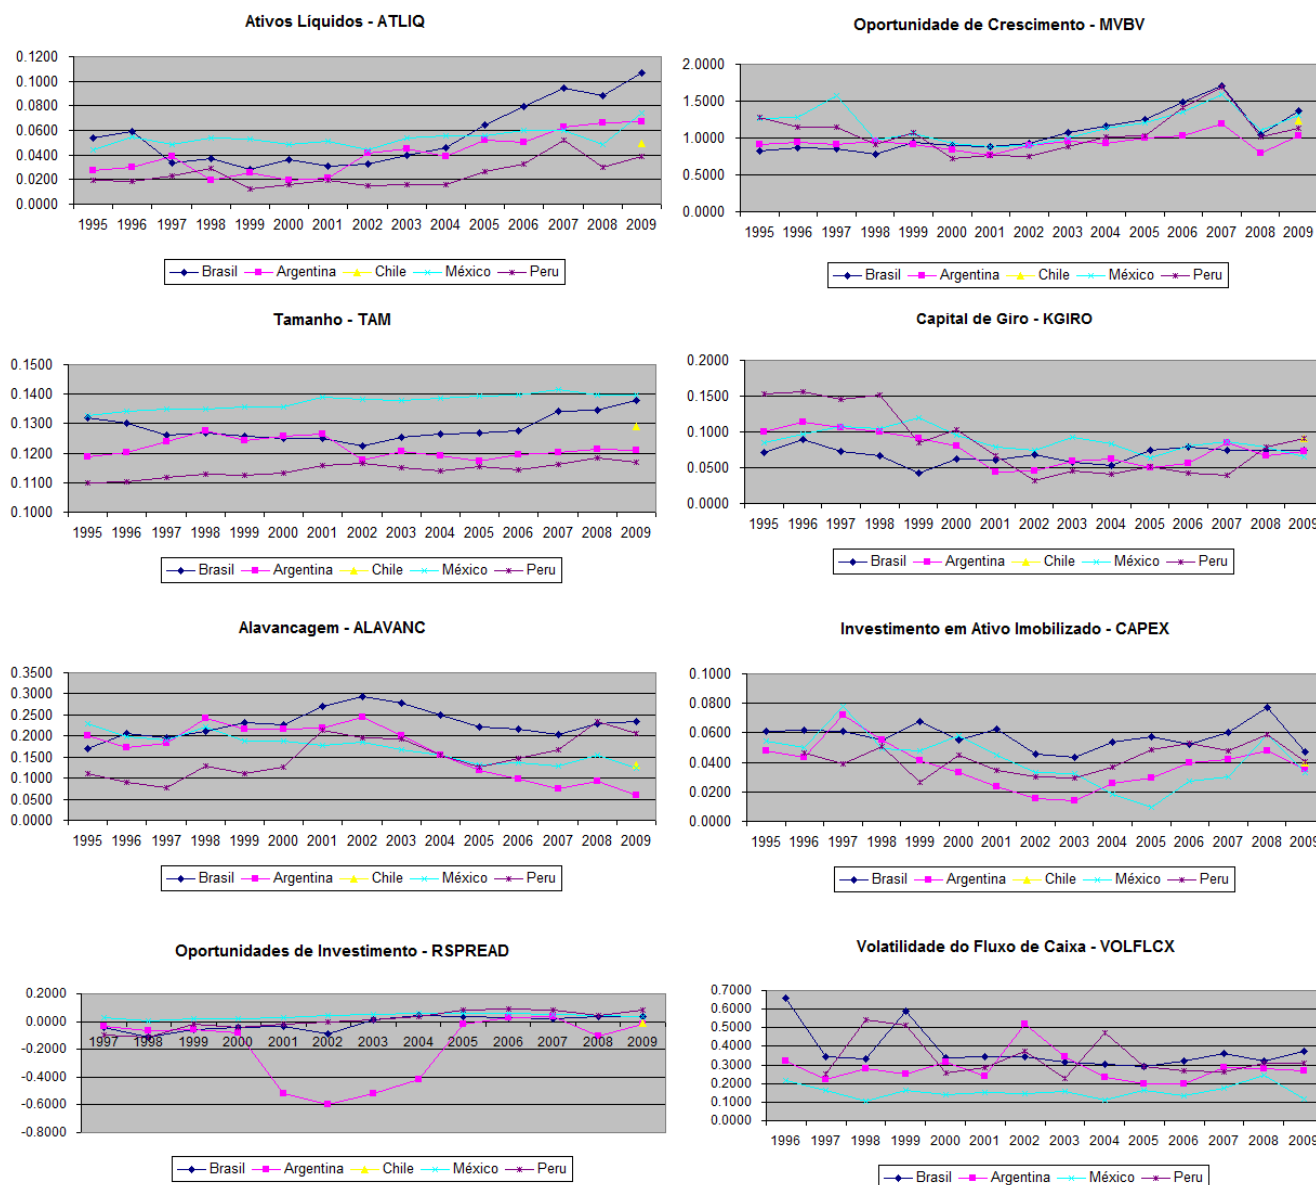 Ativos Líquidos - ATLIQ
0.1200
0.1000
0.0800
0.0600
0.0400
0.0200
0.0000
1995 1996 1997 1998 1999 2000 2001 2002 2003 2004 2005 2006 2007 2008 2009
Brasil Argentina Chile México Peru
Oportunidade de Crescimento - MVBV
2.0000
1.5000
1.0000
0.5000
0.0000
1995 1996 1997 1998 1999 2000 2001 2002 2003 2004 2005 2006 2007 2008 2009
Brasil Argentina Chile México Peru
Tamanho - TAM
0.1500
0.1400
0.1300
0.1200
0.1100
0.1000
1995 1996 1997 1998 1999 2000 2001 2002 2003 2004 2005 2006 2007 2008 2009
Brasil Argentina Chile México Peru
Capital de Giro - KGIRO
0.2000
0.1500
0.1000
0.0500
0.0000
1995 1996 1997 1998 1999 2000 2001 2002 2003 2004 2005 2006 2007 2008 2009
Brasil Argentina Chile México Peru
Alavancagem - ALAVANC
0.3500
0.3000
0.2500
0.2000
0.1500
0.1000
0.0500
0.0000
1995 1996 1997 1998 1999 2000 2001 2002 2003 2004 2005 2006 2007 2008 2009
Brasil Argentina Chile México Peru
Investimento em Ativo Imobilizado - CAPEX
0.1000
0.0800
0.0600
0.0400
0.0200
0.0000
1995 1996 1997 1998 1999 2000 2001 2002 2003 2004 2005 2006 2007 2008 2009
Brasil Argentina Chile México Peru
Oportunidades de Investimento - RSPREAD
0.2000
0.0000
-0.2000
-0.4000
-0.6000
-0.8000
1997 1998 1999 2000 2001 2002 2003 2004 2005 2006 2007 2008 2009
Brasil Argentina Chile México Peru
Volatilidade do Fluxo de Caixa - VOLFLCX
0.7000
0.6000
0.5000
0.4000
0.3000
0.2000
0.1000
0.0000
1996 1997 1998 1999 2000 2001 2002 2003 2004 2005 2006 2007 2008 2009
Brasil Argentina México Peru